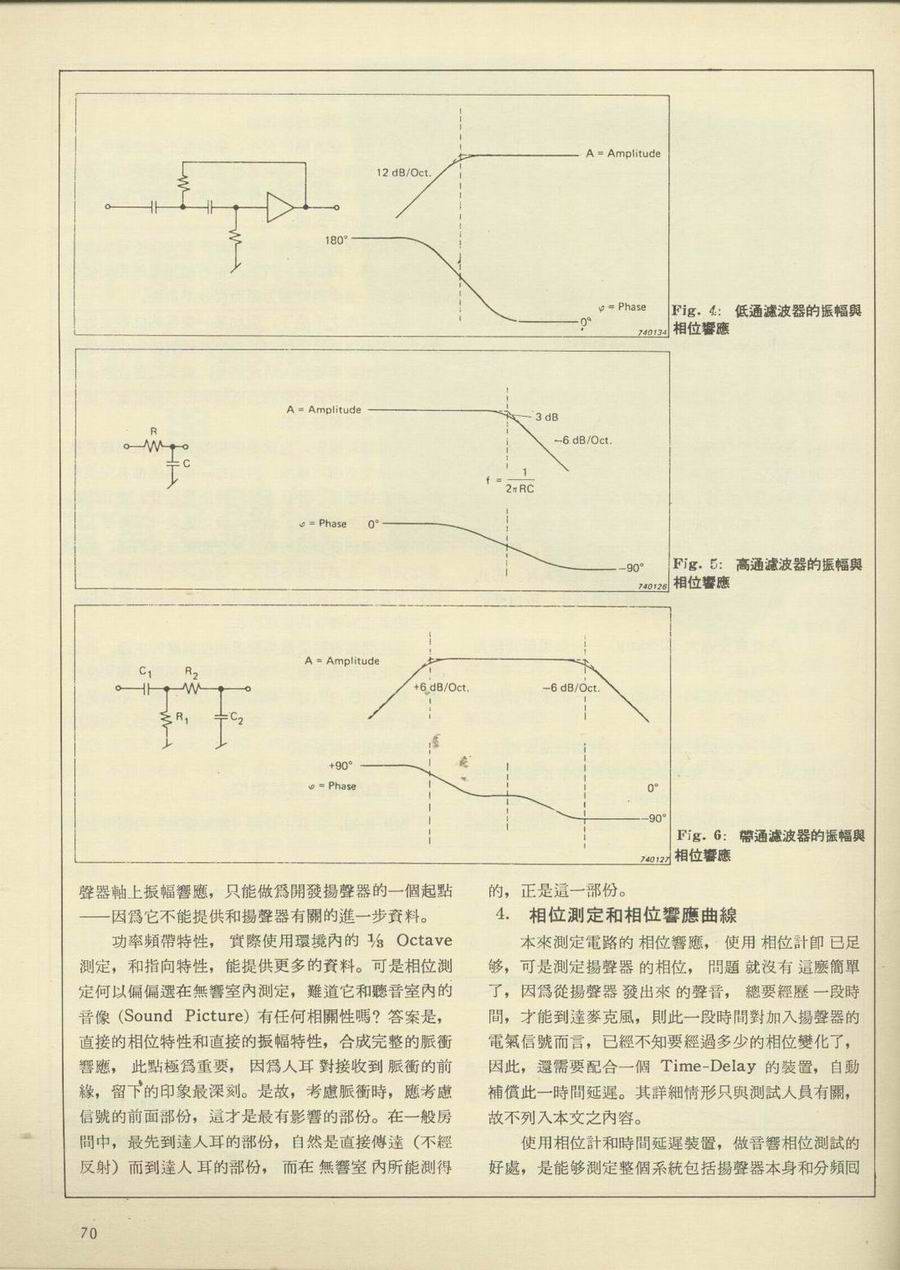 A = Amplitude
12 dB/Oct.
180°
φ = Phase
0°
740134
Fig. 4: 低通濾波器的振幅與
相位響應
A = Amplitude
3 dB
−6 dB/Oct.
R
C
f = 1/2πRC
φ = Phase 0°
−90°
740126
Fig. 5: 高通濾波器的振幅與
相位響應
A = Amplitude
C1 R2
+6 dB/Oct. −6 dB/Oct.
R1 C2
+90°
φ = Phase
0°
−90°
740127
Fig. 6: 帶通濾波器的振幅與
相位響應
聲器軸上振幅響應，只能做爲開發揚聲器的一個起點
——因爲它不能提供和揚聲器有關的進一步資料。
功率頻帶特性，實際使用環境內的 ⅓ Octave
測定，和指向特性，能提供更多的資料。可是相位測
定何以偏偏選在無響室內測定，難道它和聽音室內的
音像 (Sound Picture) 有任何相關性嗎？答案是，
直接的相位特性和直接的振幅特性，合成完整的脈衝
響應，此點極爲重要，因爲人耳對接收到脈衝的前
緣，留下的印象最深刻。是故，考慮脈衝時，應考慮
信號的前面部份，這才是最有影響的部份。在一般房
間中，最先到達人耳的部份，自然是直接傳達（不經
反射）而到達人耳的部份，而在無響室內所能測得
的，正是這一部份。
4. 相位測定和相位響應曲線
本來測定電路的相位響應，使用相位計卽已足
够，可是測定揚聲器的相位，問題就沒有這麽簡單
了，因爲從揚聲器發出來的聲音，總要經歷一段時
間，才能到達麥克風，則此一段時間對加入揚聲器的
電氣信號而言，已經不知要經過多少的相位變化了，
因此，還需要配合一個 Time-Delay 的裝置，自動
補償此一時間延遲。其詳細情形只與測試人員有關，
故不列入本文之內容。
使用相位計和時間延遲裝置，做音響相位測試的
好處，是能够測定整個系統包括揚聲器本身和分頻囘
70